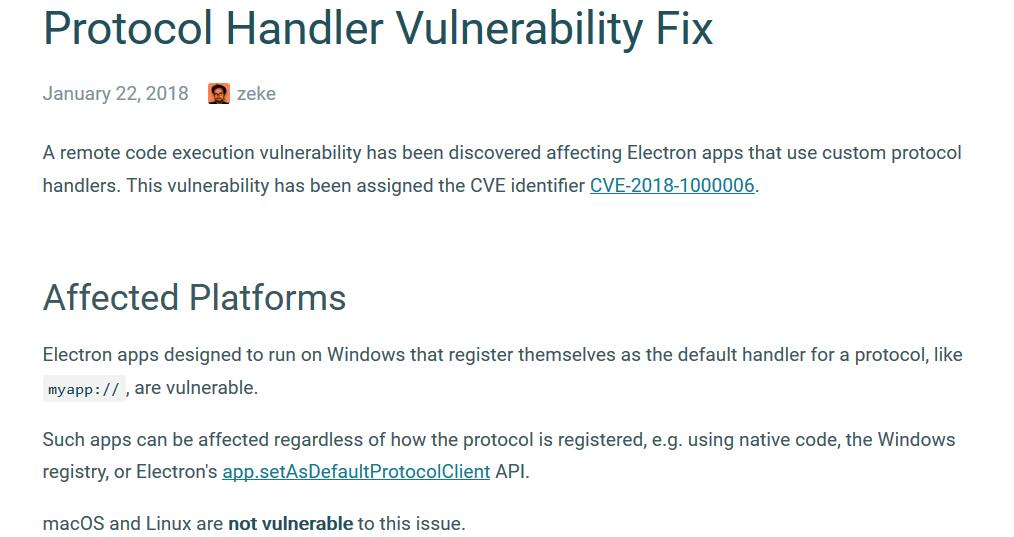 Protocol Handler Vulnerability Fix
January 22, 2018 zeke
A remote code execution vulnerability has been discovered affecting Electron apps that use custom protocol
handlers. This vulnerability has been assigned the CVE identifier CVE-2018-1000006.
Affected Platforms
Electron apps designed to run on Windows that register themselves as the default handler for a protocol, like
myapp:// , are vulnerable.
Such apps can be affected regardless of how the protocol is registered, e.g. using native code, the Windows
registry, or Electron's app.setAsDefaultProtocolClient API.
macOS and Linux are not vulnerable to this issue.